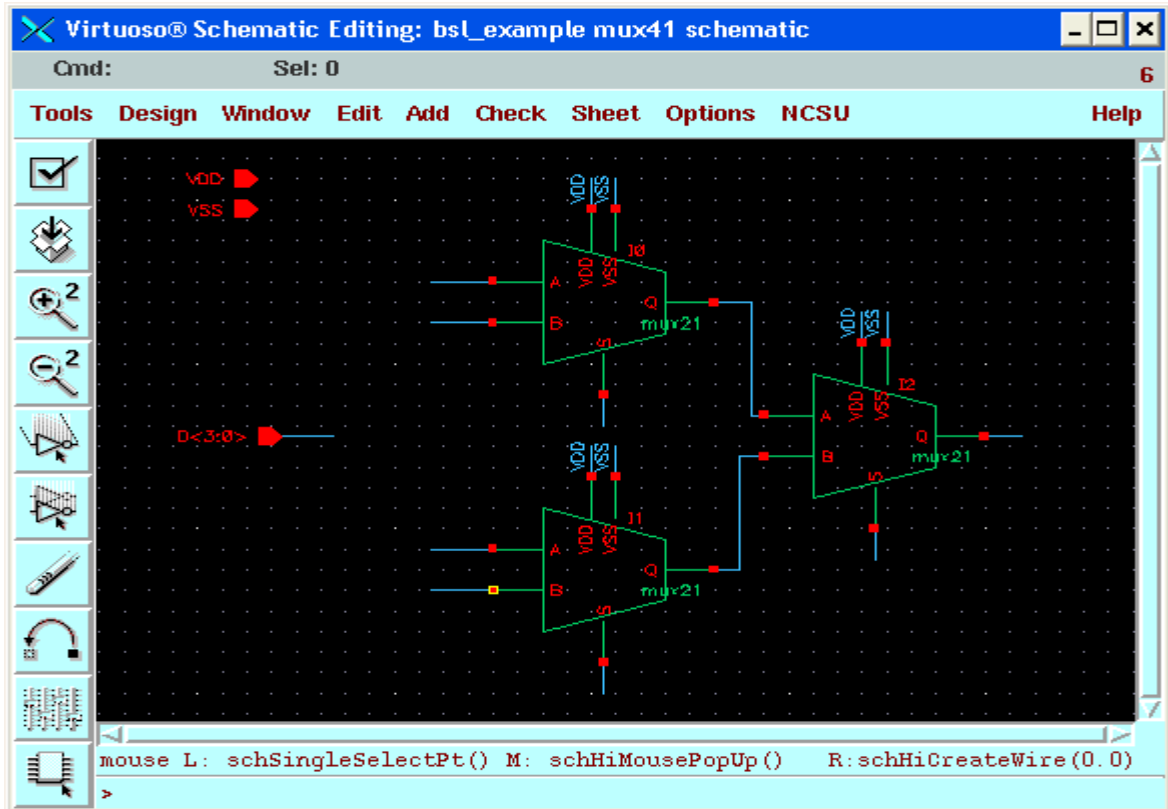 Virtuoso® Schematic Editing: bsl_example mux41 schematic
Cmd: Sel: 0 6
Tools Design Window Edit Add Check Sheet Options NCSU Help
2
2
VDD
VSS
VDD VSS
I0
VDD VSS
A
B
Q
mux21
S
VDD VSS
I2
VDD VSS
A
B
Q
mux21
S
D<3:0>
VDD VSS
I1
VDD VSS
A
B
Q
mux21
S
mouse L: schSingleSelectPt() M: schHiMousePopUp() R:schHiCreateWire(0.0)
>